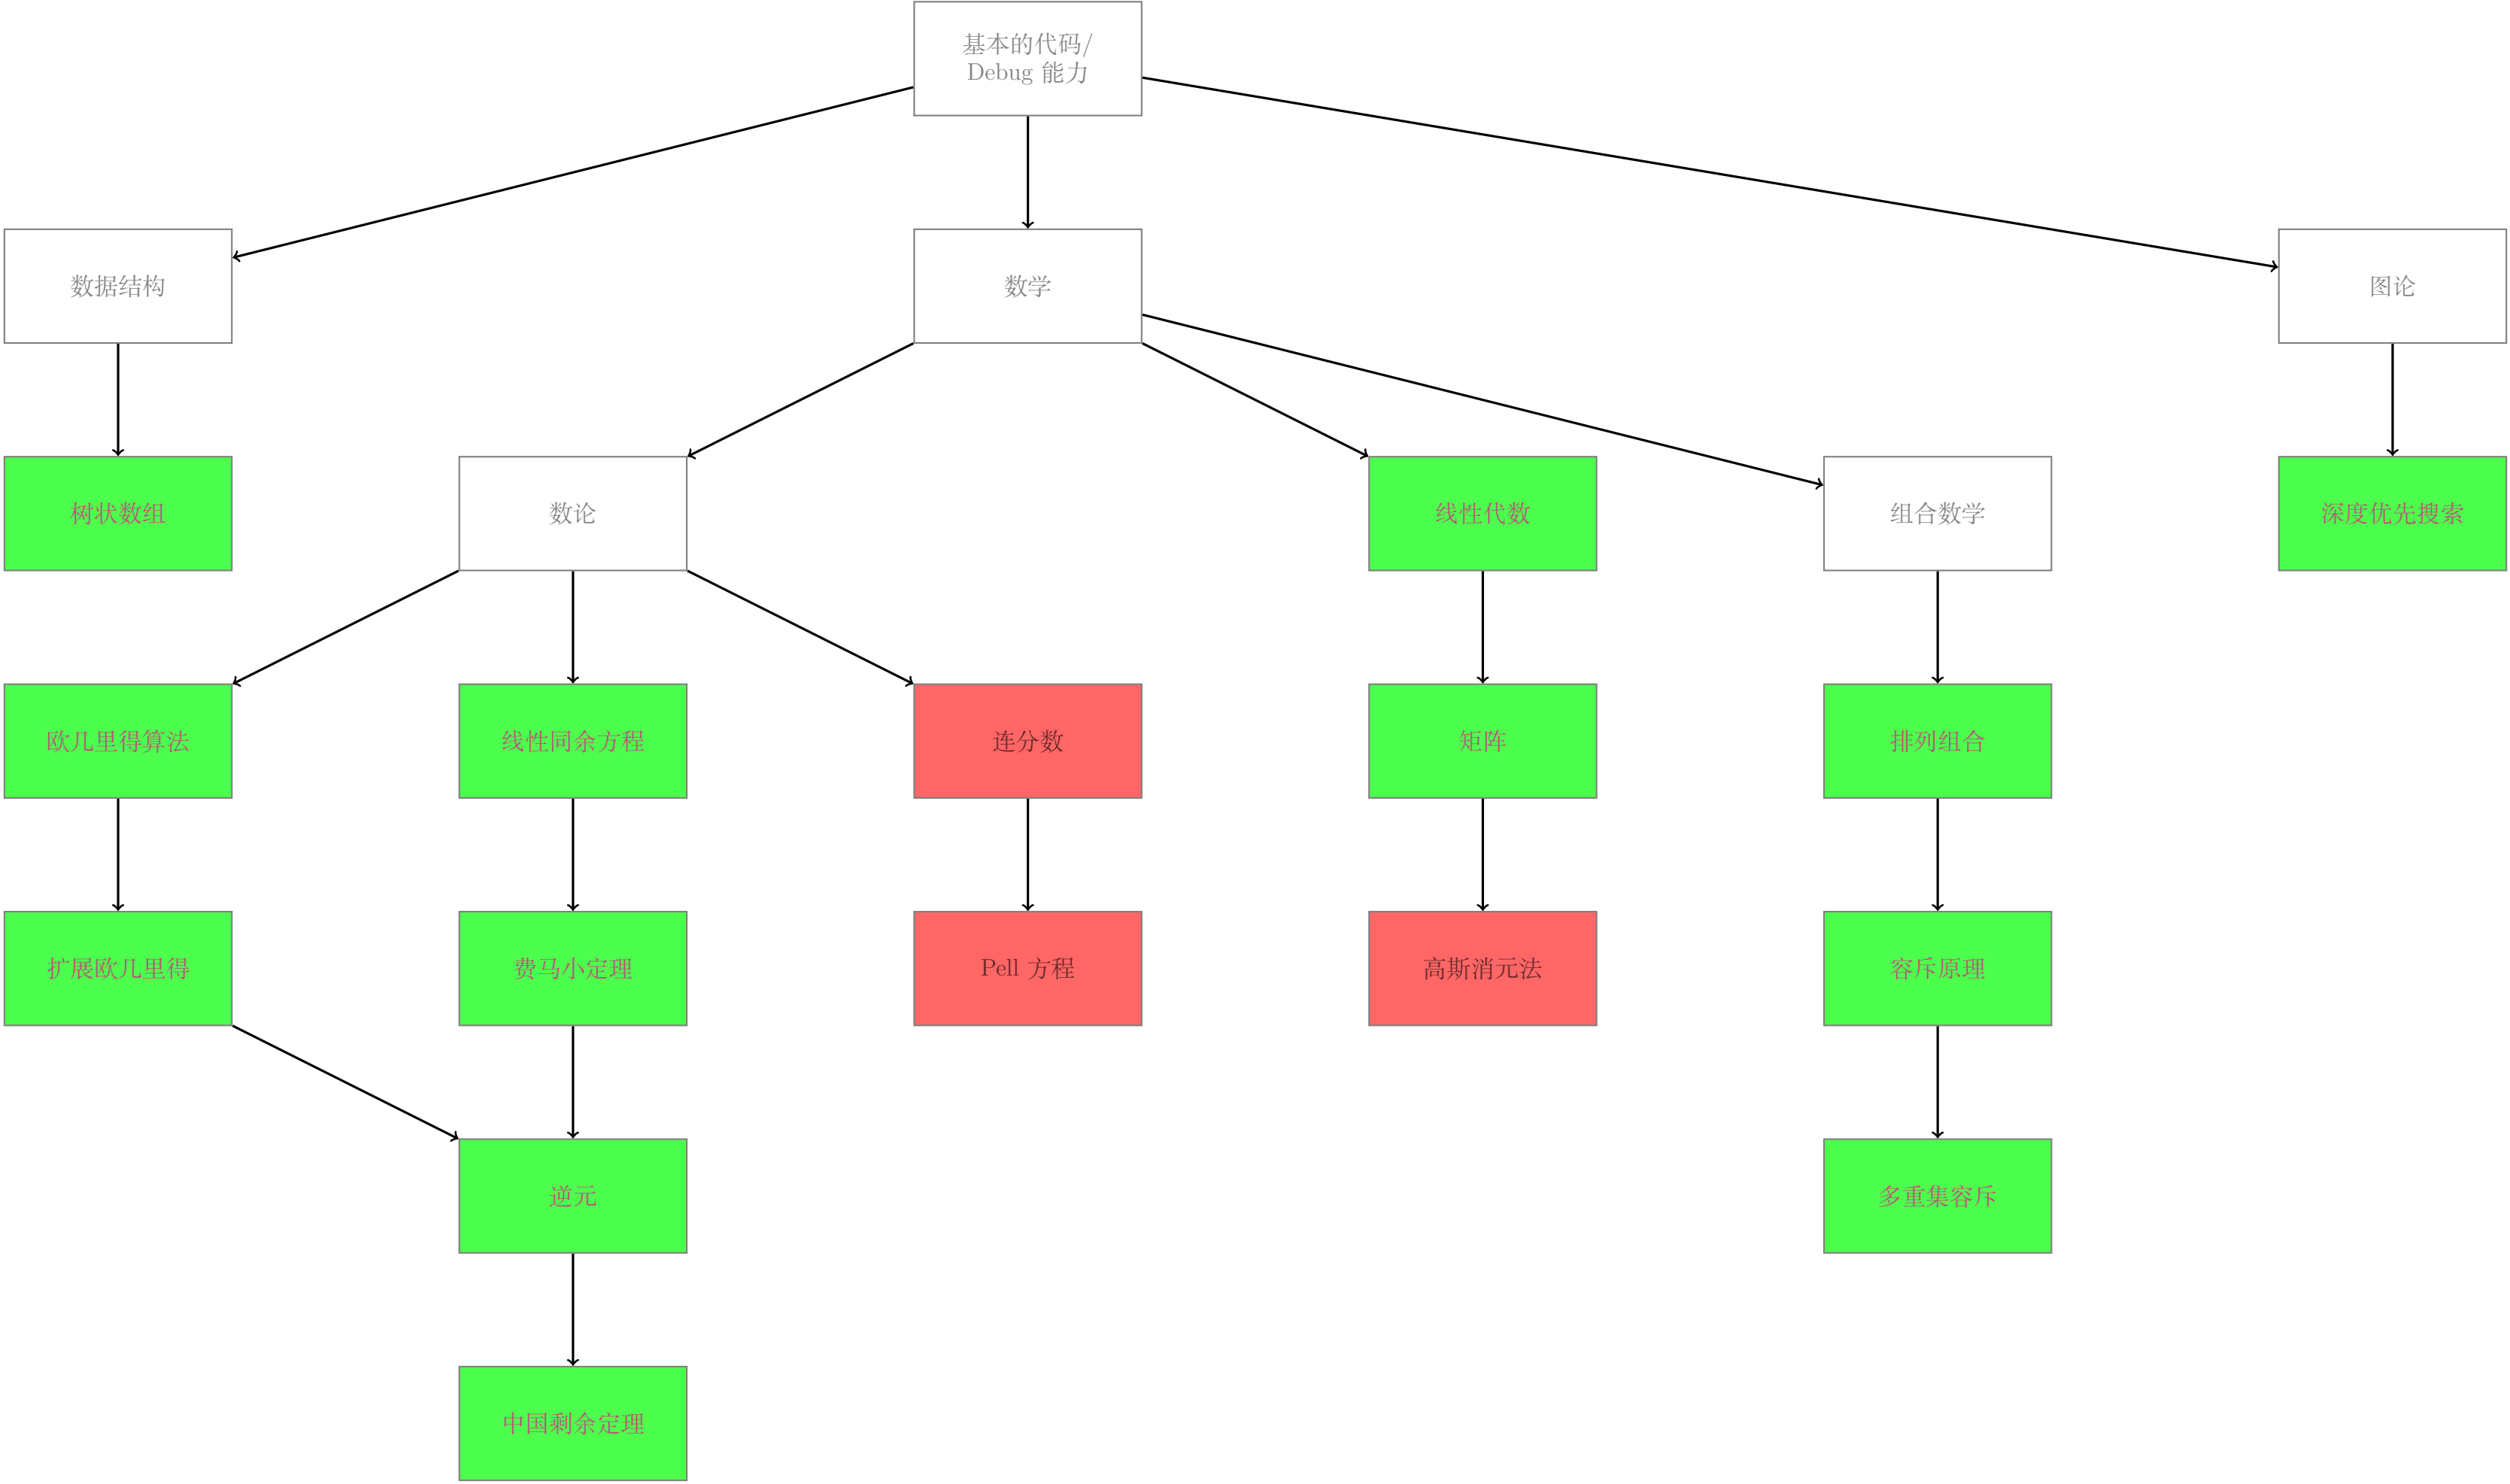 基本的代码/
Debug 能力
数据结构
数学
图论
树状数组
数论
线性代数
组合数学
深度优先搜索
欧几里得算法
线性同余方程
连分数
矩阵
排列组合
扩展欧几里得
费马小定理
Pell 方程
高斯消元法
容斥原理
逆元
多重集容斥
中国剩余定理